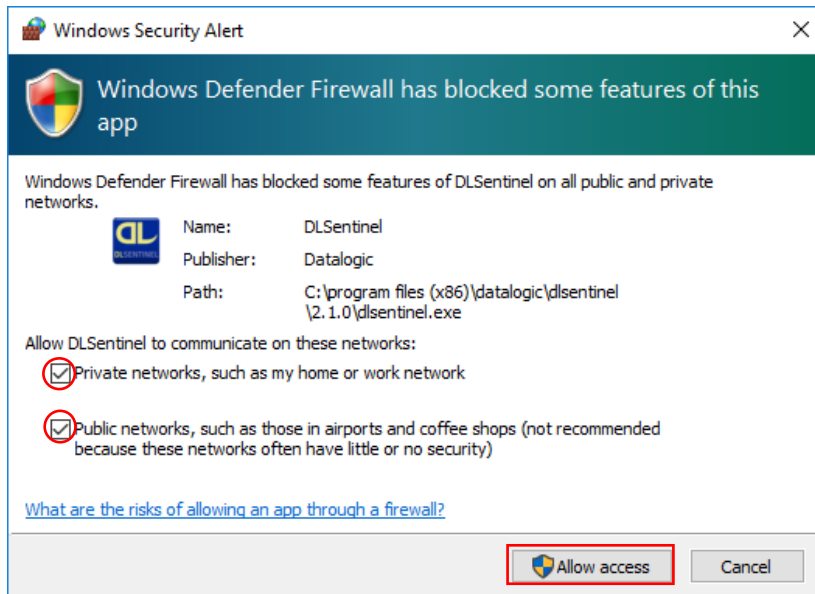 Windows Security Alert
Windows Defender Firewall has blocked some features of this
app
Windows Defender Firewall has blocked some features of DLSentinel on all public and private
networks.
DL
DLSENTINEL
Name: DLSentinel
Publisher: Datalogic
Path: C:\program files (x86)\datalogic\dlsentinel
\2.1.0\dlsentinel.exe
Allow DLSentinel to communicate on these networks:
Private networks, such as my home or work network
Public networks, such as those in airports and coffee shops (not recommended
because these networks often have little or no security)
What are the risks of allowing an app through a firewall?
Allow access Cancel